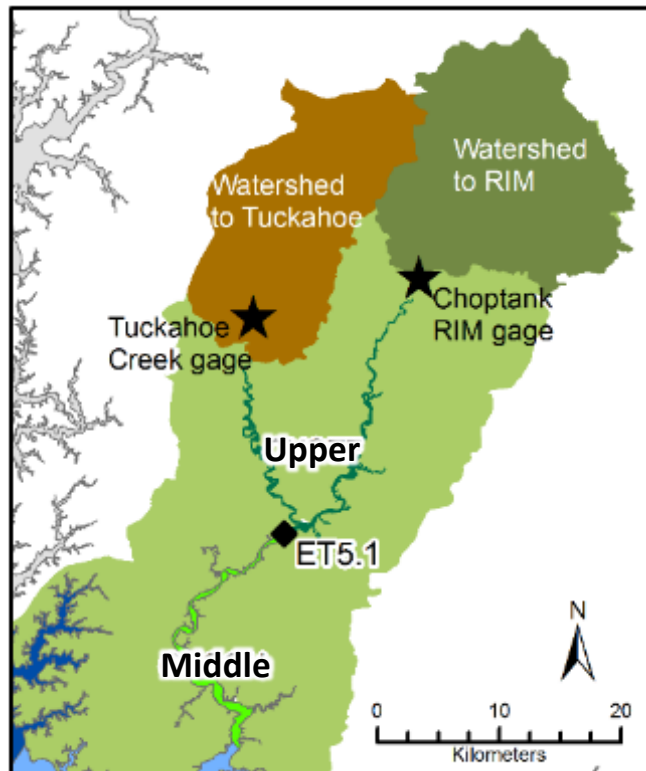 Watershed
to Tuckahoe
Watershed
to RIM
Tuckahoe
Creek gage
Choptank
RIM gage
Upper
ET5.1
Middle
N
0 10 20
Kilometers